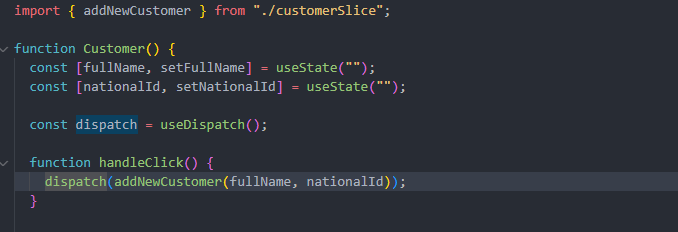 import { addNewCustomer } from "./customerSlice";
function Customer() {
const [fullName, setFullName] = useState("");
const [nationalId, setNationalId] = useState("");
const dispatch = useDispatch();
function handleClick() {
dispatch(addNewCustomer(fullName, nationalId));
}